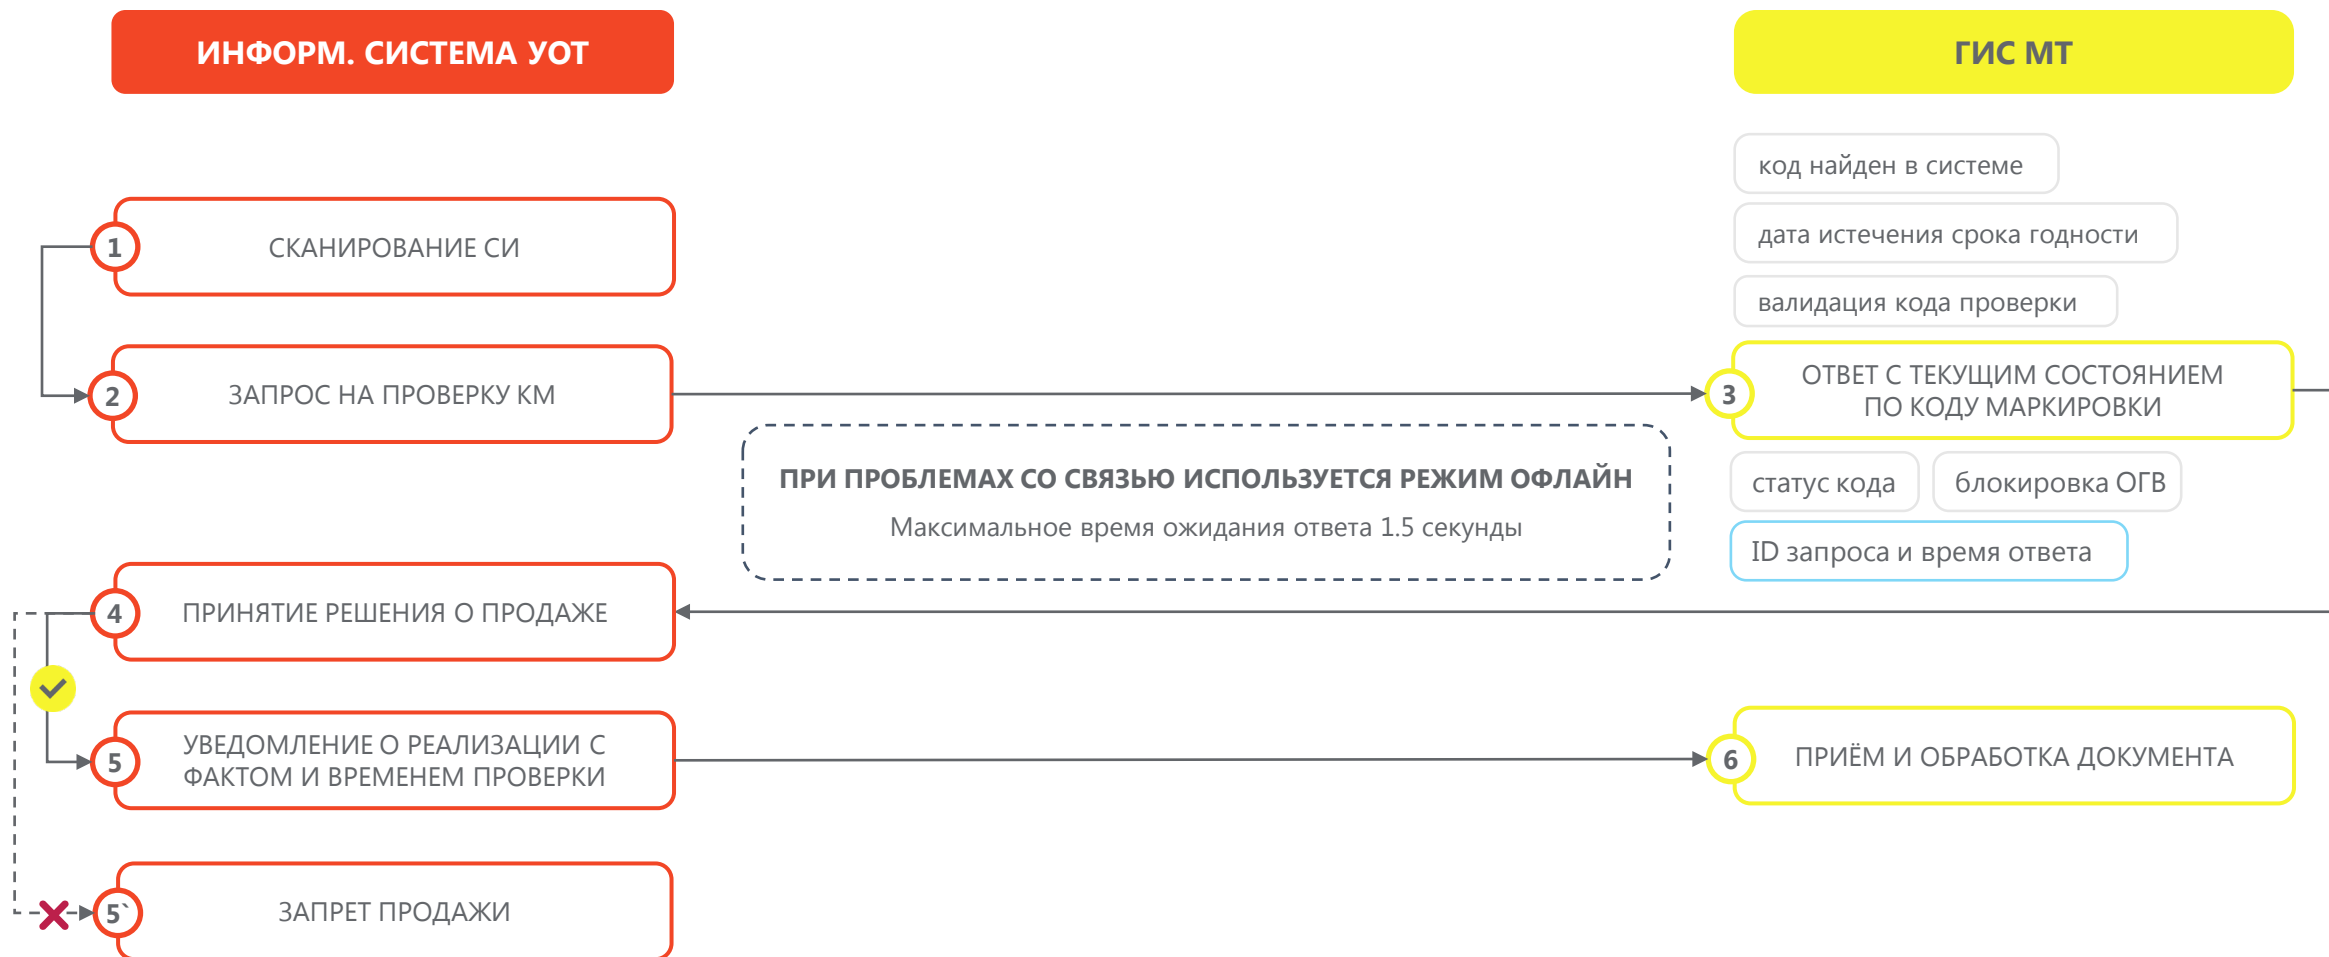 ИНФОРМ. СИСТЕМА УОТ
ГИС МТ
код найден в системе
дата истечения срока годности
валидация кода проверки
1
СКАНИРОВАНИЕ СИ
2
ЗАПРОС НА ПРОВЕРКУ КМ
3
ОТВЕТ С ТЕКУЩИМ СОСТОЯНИЕМ
ПО КОДУ МАРКИРОВКИ
ПРИ ПРОБЛЕМАХ СО СВЯЗЬЮ ИСПОЛЬЗУЕТСЯ РЕЖИМ ОФЛАЙН
Максимальное время ожидания ответа 1.5 секунды
статус кода
блокировка ОГВ
ID запроса и время ответа
4
ПРИНЯТИЕ РЕШЕНИЯ О ПРОДАЖЕ
5
УВЕДОМЛЕНИЕ О РЕАЛИЗАЦИИ С
ФАКТОМ И ВРЕМЕНЕМ ПРОВЕРКИ
6
ПРИЁМ И ОБРАБОТКА ДОКУМЕНТА
5`
ЗАПРЕТ ПРОДАЖИ